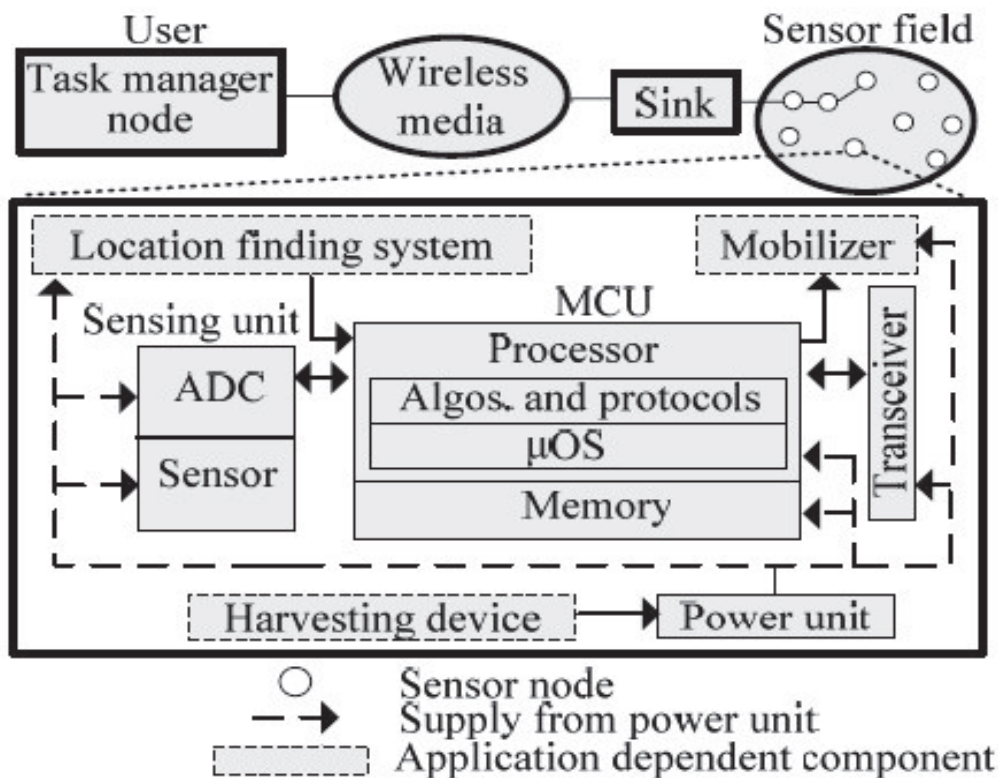 User
Sensor field
Task manager
node
Wireless
media
Sink
Location finding system
Mobilizer
Sensing unit
MCU
Processor
ADC
Algos. and protocols
μOS
Sensor
Memory
Transceiver
Harvesting device
Power unit
Sensor node
Supply from power unit
Application dependent component